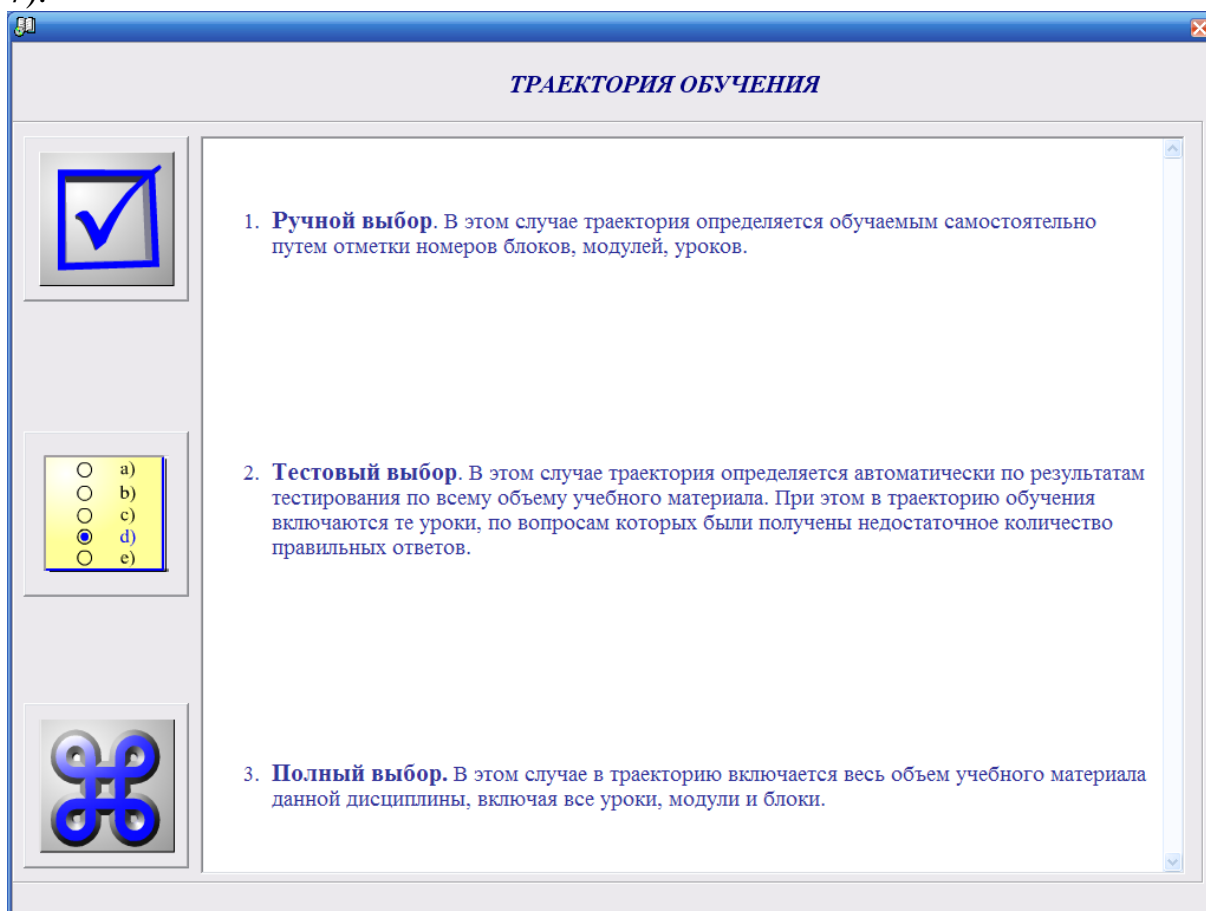 ТРАЕКТОРИЯ ОБУЧЕНИЯ
1. Ручной выбор. В этом случае траектория определяется обучаемым самостоятельно
путем отметки номеров блоков, модулей, уроков.
a)
b)
c)
d)
e)
2. Тестовый выбор. В этом случае траектория определяется автоматически по результатам
тестирования по всему объему учебного материала. При этом в траекторию обучения
включаются те уроки, по вопросам которых были получены недостаточное количество
правильных ответов.
3. Полный выбор. В этом случае в траекторию включается весь объем учебного материала
данной дисциплины, включая все уроки, модули и блоки.